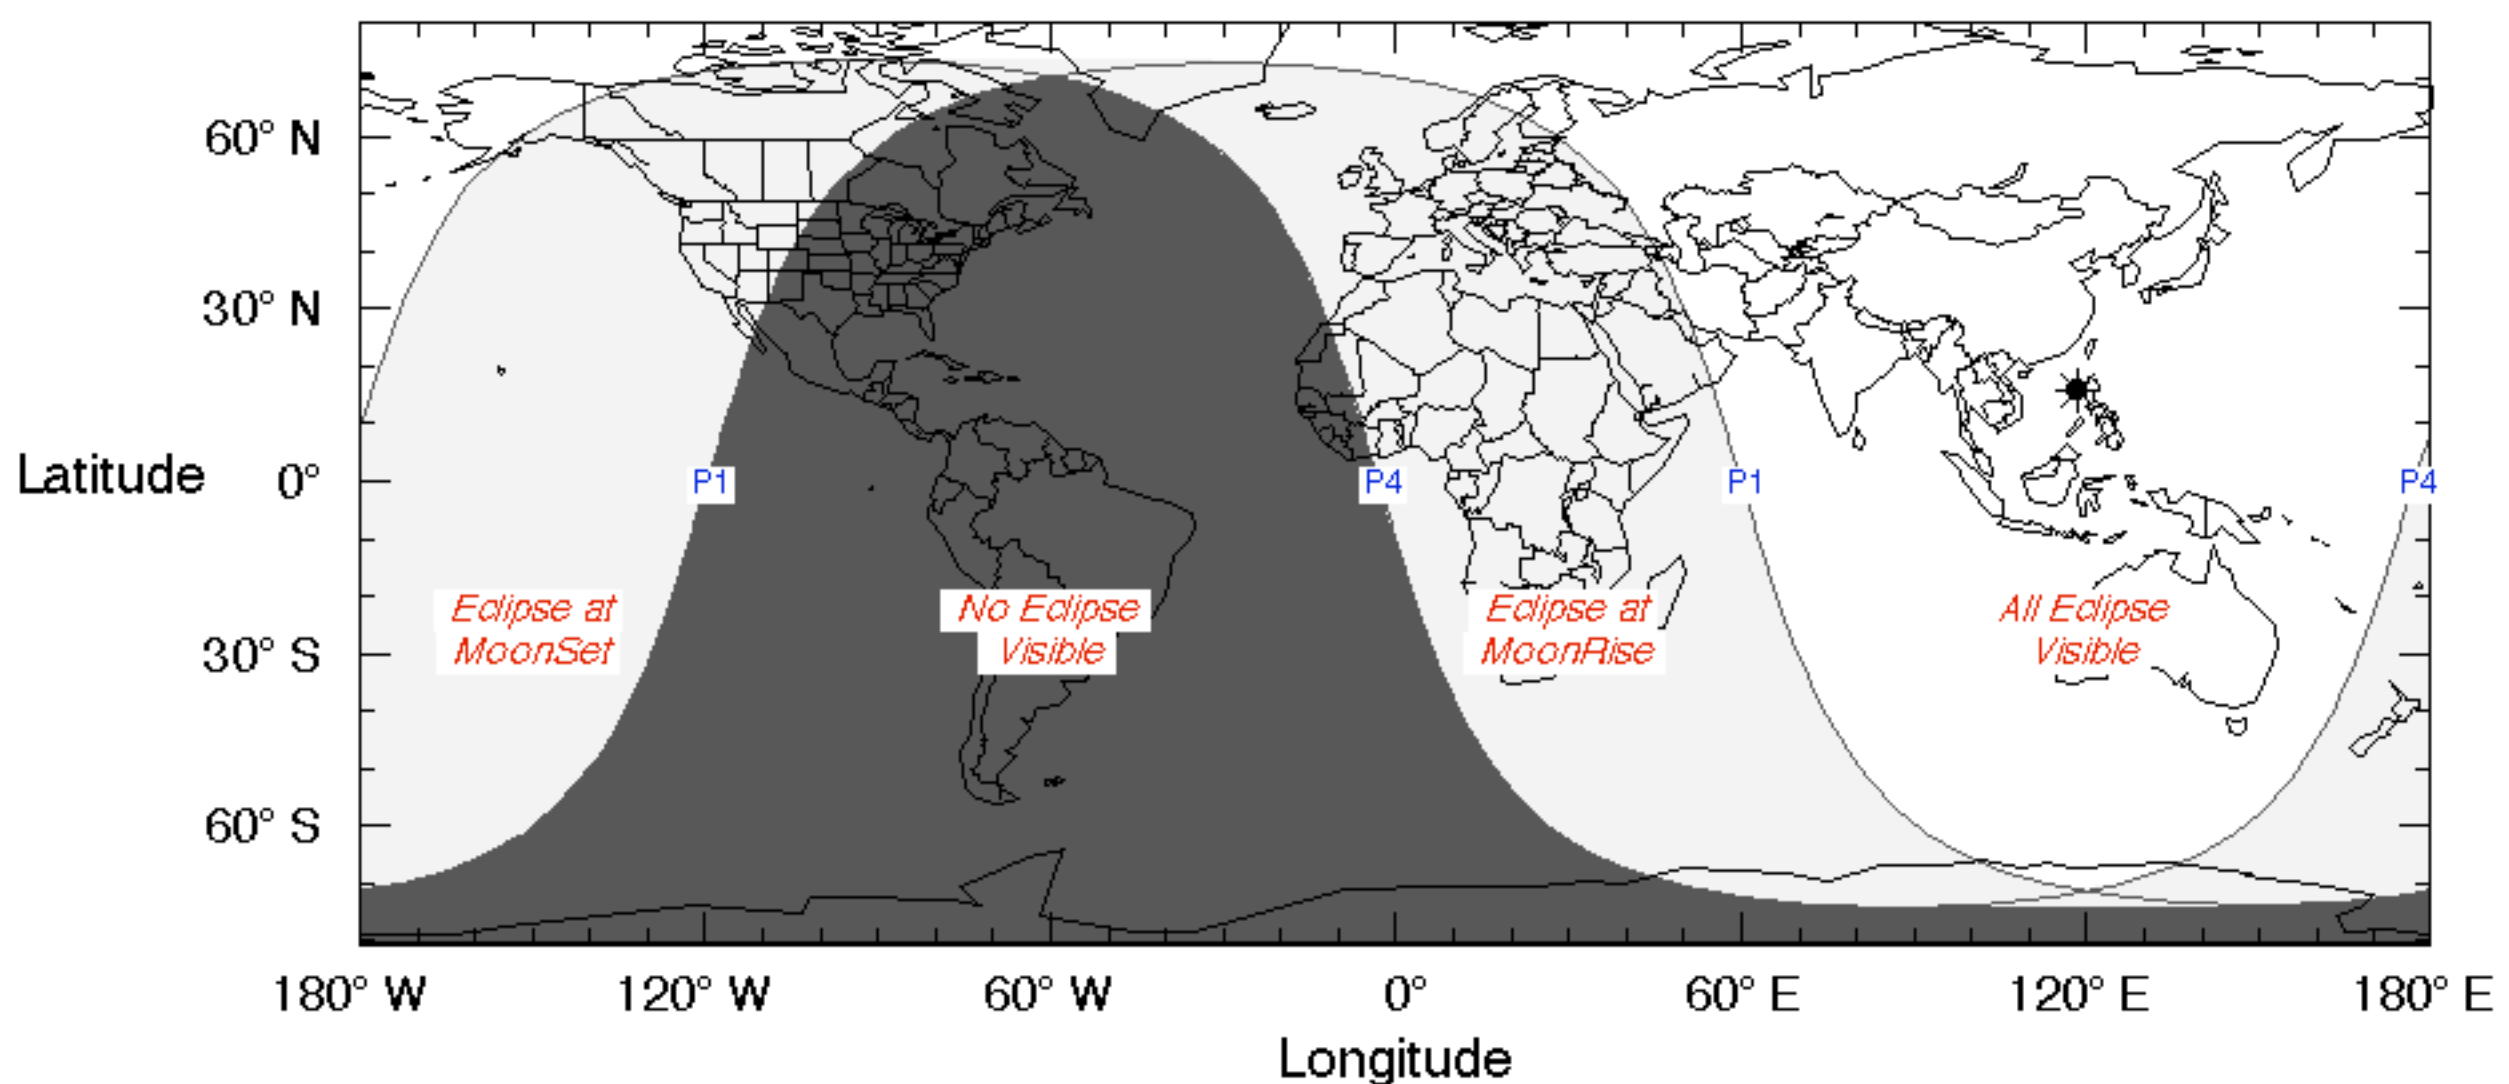 60° N
30° N
Latitude 0°
P1 P4 P1 P4
Eclipse at No Eclipse Eclipse at All Eclipse
MoonSet Visible MoonRise Visible
30° S
60° S
180° W 120° W 60° W 0° 60° E 120° E 180° E
Longitude